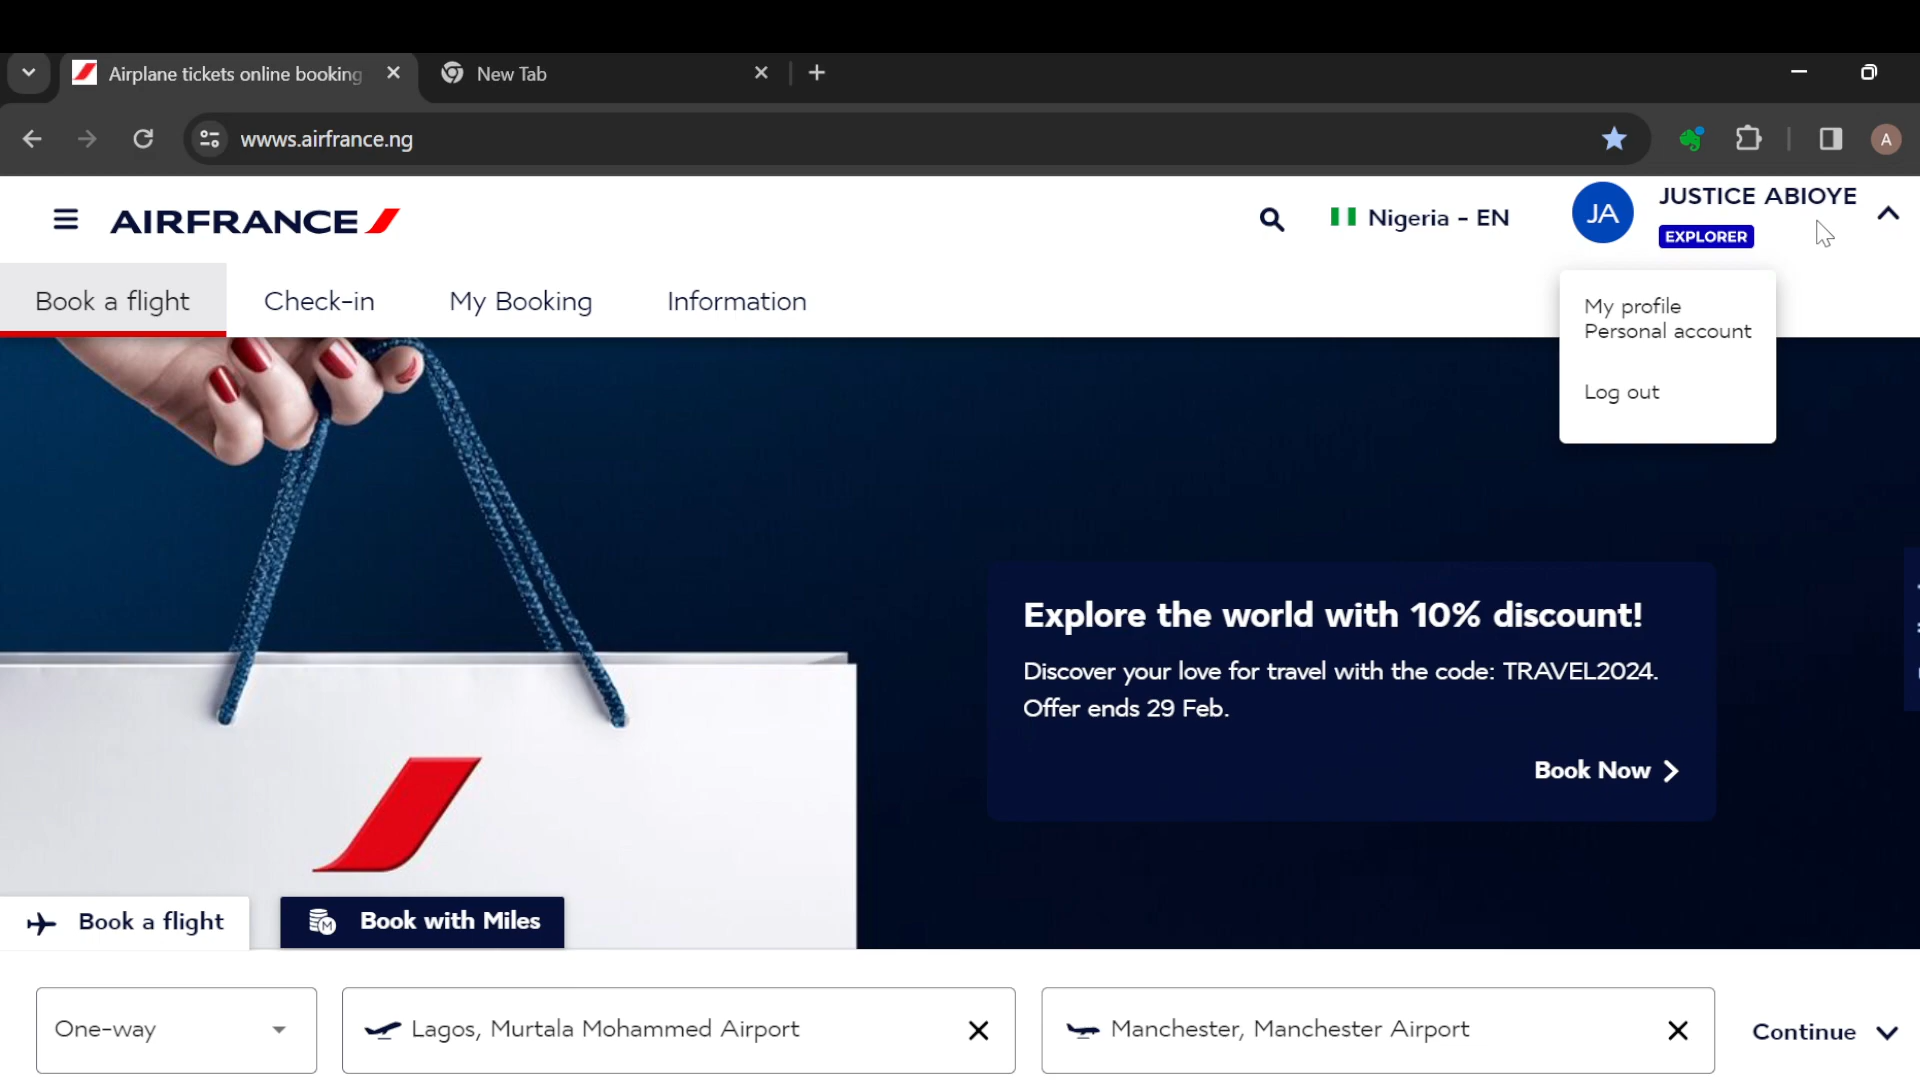 Airplane tickets online booking
New Tab
wwws.airfrance.ng
A
AIRFRANCE
Nigeria - EN
JA
JUSTICE ABIOYE
EXPLORER
Book a flight
Check-in
My Booking
Information
My profile
Personal account
Log out
Explore the world with 10% discount!
Discover your love for travel with the code: TRAVEL2024.
Offer ends 29 Feb.
Book Now
Book a flight
M
Book with Miles
One-way
Lagos, Murtala Mohammed Airport
Manchester, Manchester Airport
Continue